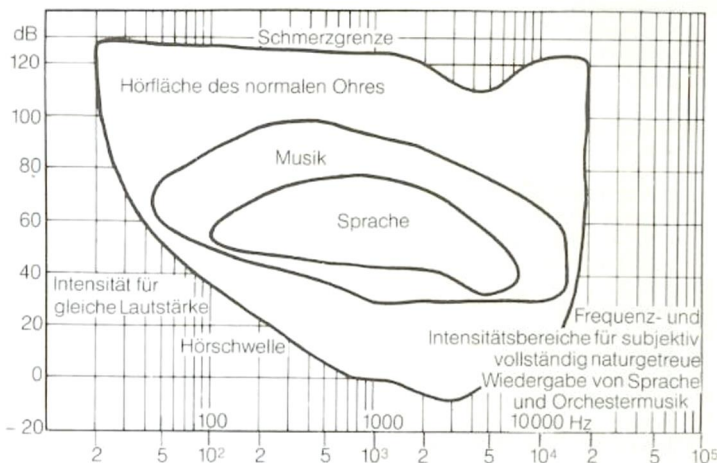 dB
120
100
80
60
40
20
0
-20
Schmerzgrenze
Hörfläche des normalen Ohres
Musik
Sprache
Intensität für
gleiche Lautstärke
Hörschwelle
Frequenz- und
Intensitätsbereiche für subjektiv
vollständig naturgetreue
Wiedergabe von Sprache
und Orchestermusik
100 1000 10000 Hz
2 5 10² 2 5 10³ 2 5 10⁴ 2 5 10⁵